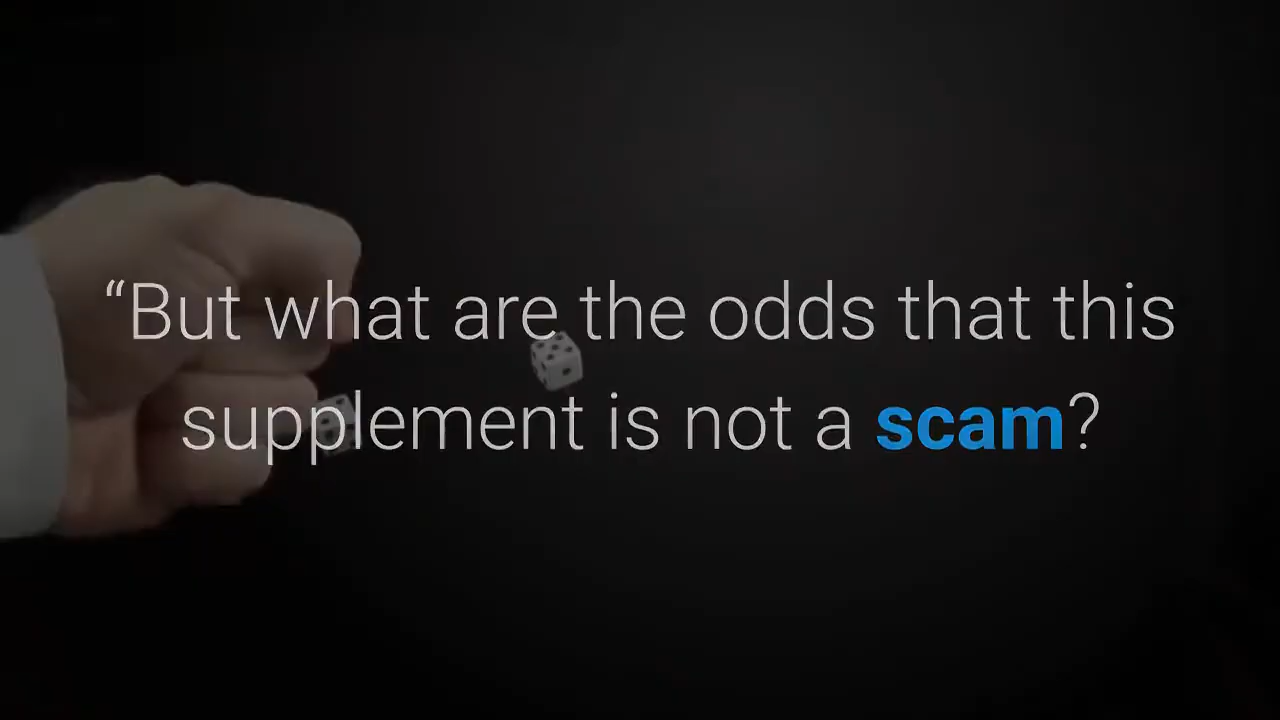 “But what are the odds that this
supplement is not a scam?